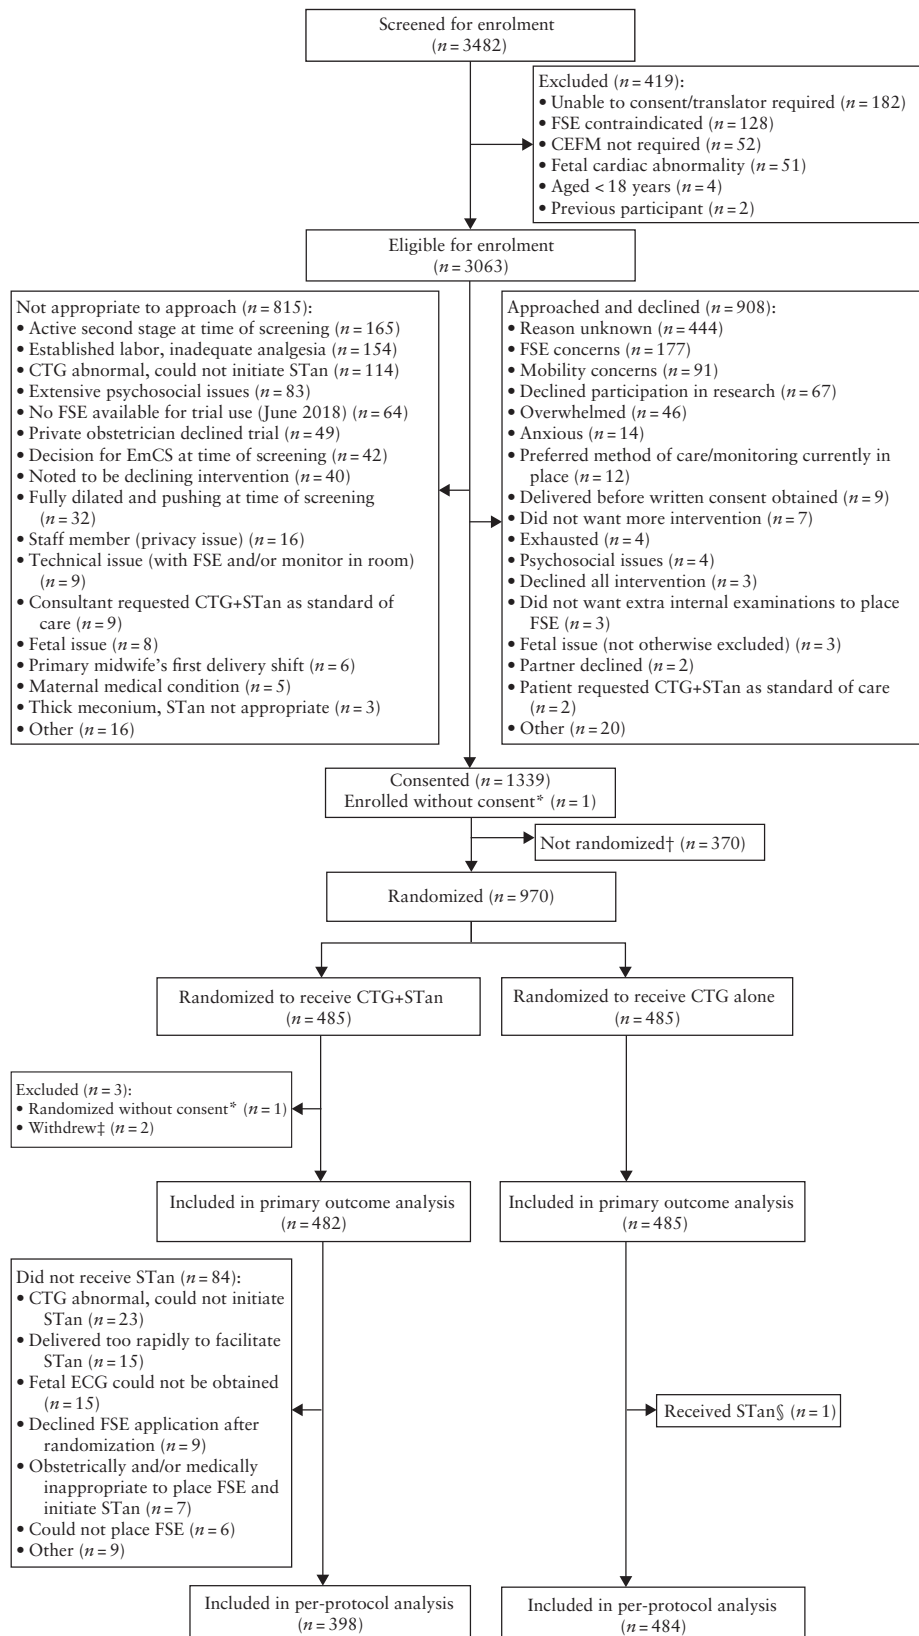 Screened for enrolment
(n = 3482)
Excluded (n = 419):
• Unable to consent/translator required (n = 182)
• FSE contraindicated (n = 128)
• CEFM not required (n = 52)
• Fetal cardiac abnormality (n = 51)
• Aged < 18 years (n = 4)
• Previous participant (n = 2)
Eligible for enrolment
(n = 3063)
Not appropriate to approach (n = 815):
• Active second stage at time of screening (n = 165)
• Established labor, inadequate analgesia (n = 154)
• CTG abnormal, could not initiate STan (n = 114)
• Extensive psychosocial issues (n = 83)
• No FSE available for trial use (June 2018) (n = 64)
• Private obstetrician declined trial (n = 49)
• Decision for EmCS at time of screening (n = 42)
• Noted to be declining intervention (n = 40)
• Fully dilated and pushing at time of screening
(n = 32)
• Staff member (privacy issue) (n = 16)
• Technical issue (with FSE and/or monitor in room)
(n = 9)
• Consultant requested CTG+STan as standard of
care (n = 9)
• Fetal issue (n = 8)
• Primary midwife's first delivery shift (n = 6)
• Maternal medical condition (n = 5)
• Thick meconium, STan not appropriate (n = 3)
• Other (n = 16)
Approached and declined (n = 908):
• Reason unknown (n = 444)
• FSE concerns (n = 177)
• Mobility concerns (n = 91)
• Declined participation in research (n = 67)
• Overwhelmed (n = 46)
• Anxious (n = 14)
• Preferred method of care/monitoring currently in
place (n = 12)
• Delivered before written consent obtained (n = 9)
• Did not want more intervention (n = 7)
• Exhausted (n = 4)
• Psychosocial issues (n = 4)
• Declined all intervention (n = 3)
• Did not want extra internal examinations to place
FSE (n = 3)
• Fetal issue (not otherwise excluded) (n = 3)
• Partner declined (n = 2)
• Patient requested CTG+STan as standard of care
(n = 2)
• Other (n = 20)
Consented (n = 1339)
Enrolled without consent* (n = 1)
Not randomized† (n = 370)
Randomized (n = 970)
Randomized to receive CTG+STan
(n = 485)
Randomized to receive CTG alone
(n = 485)
Excluded (n = 3):
• Randomized without consent* (n = 1)
• Withdrew‡ (n = 2)
Included in primary outcome analysis
(n = 482)
Included in primary outcome analysis
(n = 485)
Did not receive STan (n = 84):
• CTG abnormal, could not initiate
STan (n = 23)
• Delivered too rapidly to facilitate
STan (n = 15)
• Fetal ECG could not be obtained
(n = 15)
• Declined FSE application after
randomization (n = 9)
• Obstetrically and/or medically
inappropriate to place FSE and
initiate STan (n = 7)
• Could not place FSE (n = 6)
• Other (n = 9)
Received STan§ (n = 1)
Included in per-protocol analysis
(n = 398)
Included in per-protocol analysis
(n = 484)